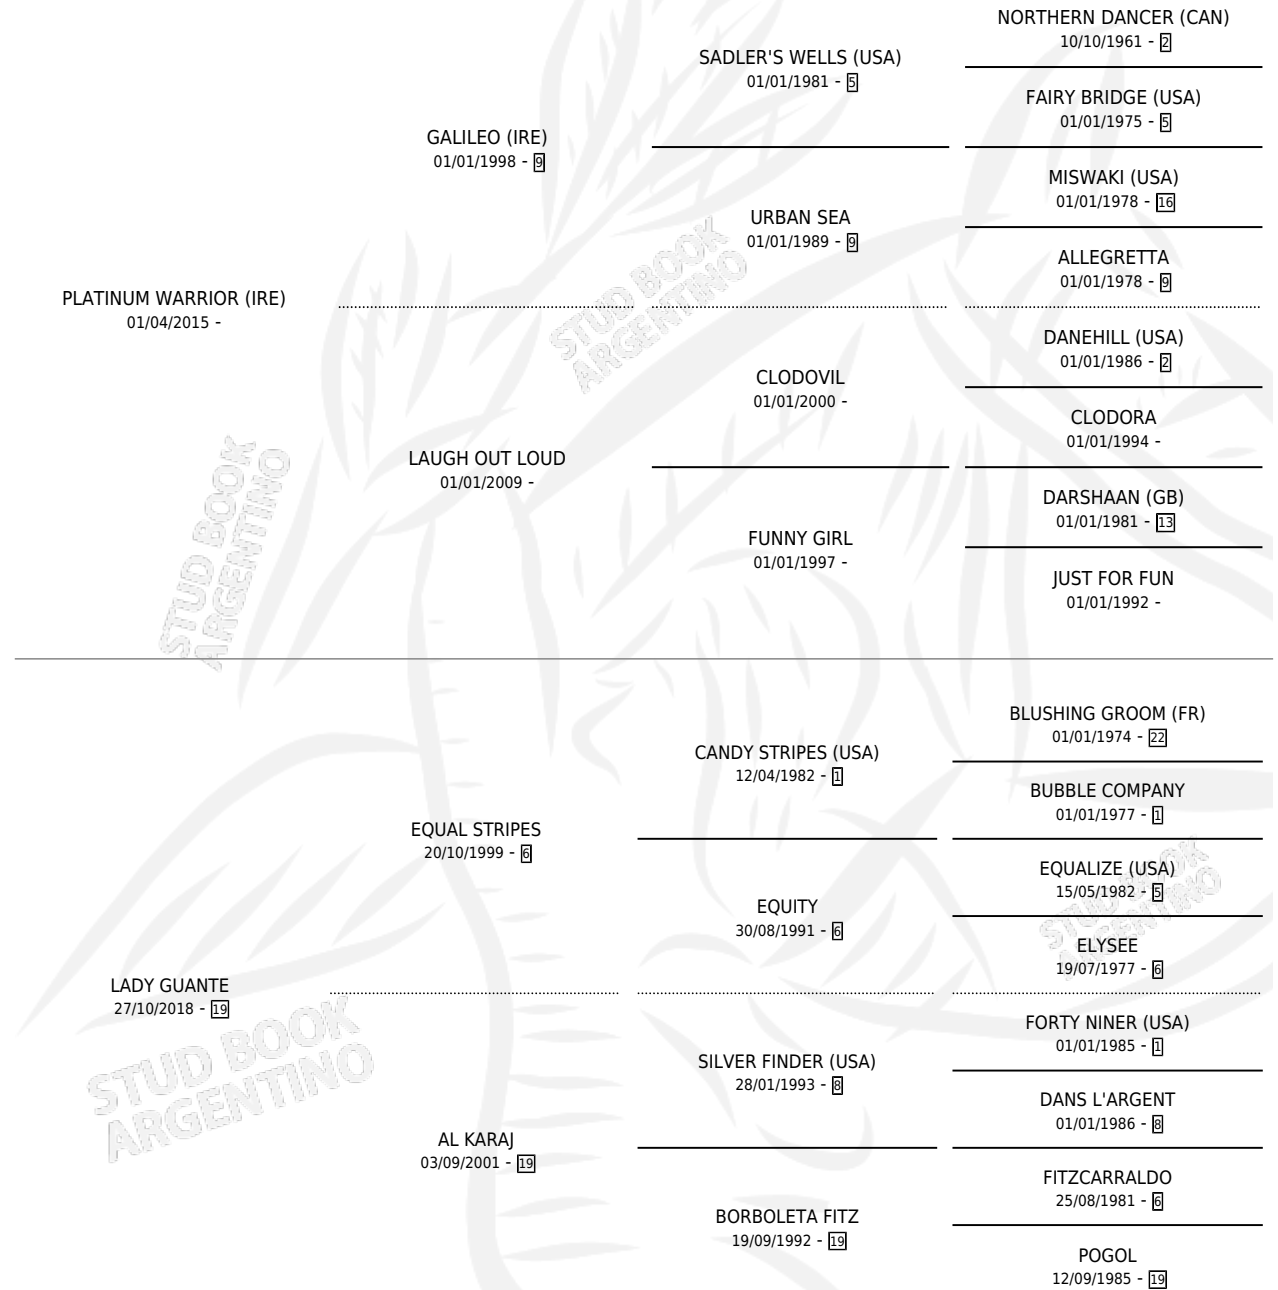 NORTHERN DANCER (CAN)
10/10/1961 - 2
SADLER'S WELLS (USA)
01/01/1981 - 5
FAIRY BRIDGE (USA)
01/01/1975 - 5
GALILEO (IRE)
01/01/1998 - 9
MISWAKI (USA)
01/01/1978 - 16
URBAN SEA
01/01/1989 - 9
ALLEGRETTA
01/01/1978 - 9
PLATINUM WARRIOR (IRE)
01/04/2015 -
DANEHILL (USA)
01/01/1986 - 2
CLODOVIL
01/01/2000 -
CLODORA
01/01/1994 -
LAUGH OUT LOUD
01/01/2009 -
DARSHAAN (GB)
01/01/1981 - 13
FUNNY GIRL
01/01/1997 -
JUST FOR FUN
01/01/1992 -
BLUSHING GROOM (FR)
01/01/1974 - 22
CANDY STRIPES (USA)
12/04/1982 - 1
BUBBLE COMPANY
01/01/1977 - 1
EQUAL STRIPES
20/10/1999 - 6
EQUALIZE (USA)
15/05/1982 - 5
EQUITY
30/08/1991 - 6
ELYSEE
19/07/1977 - 6
LADY GUANTE
27/10/2018 - 19
FORTY NINER (USA)
01/01/1985 - 1
SILVER FINDER (USA)
28/01/1993 - 8
DANS L'ARGENT
01/01/1986 - 8
AL KARAJ
03/09/2001 - 19
FITZCARRALDO
25/08/1981 - 6
BORBOLETA FITZ
19/09/1992 - 19
POGOL
12/09/1985 - 19
STUD BOOK
ARGENTINO
STUD BOOK
ARGENTINO
STUD BOOK
ARGENTINO
STUD BOOK
ARGENTINO